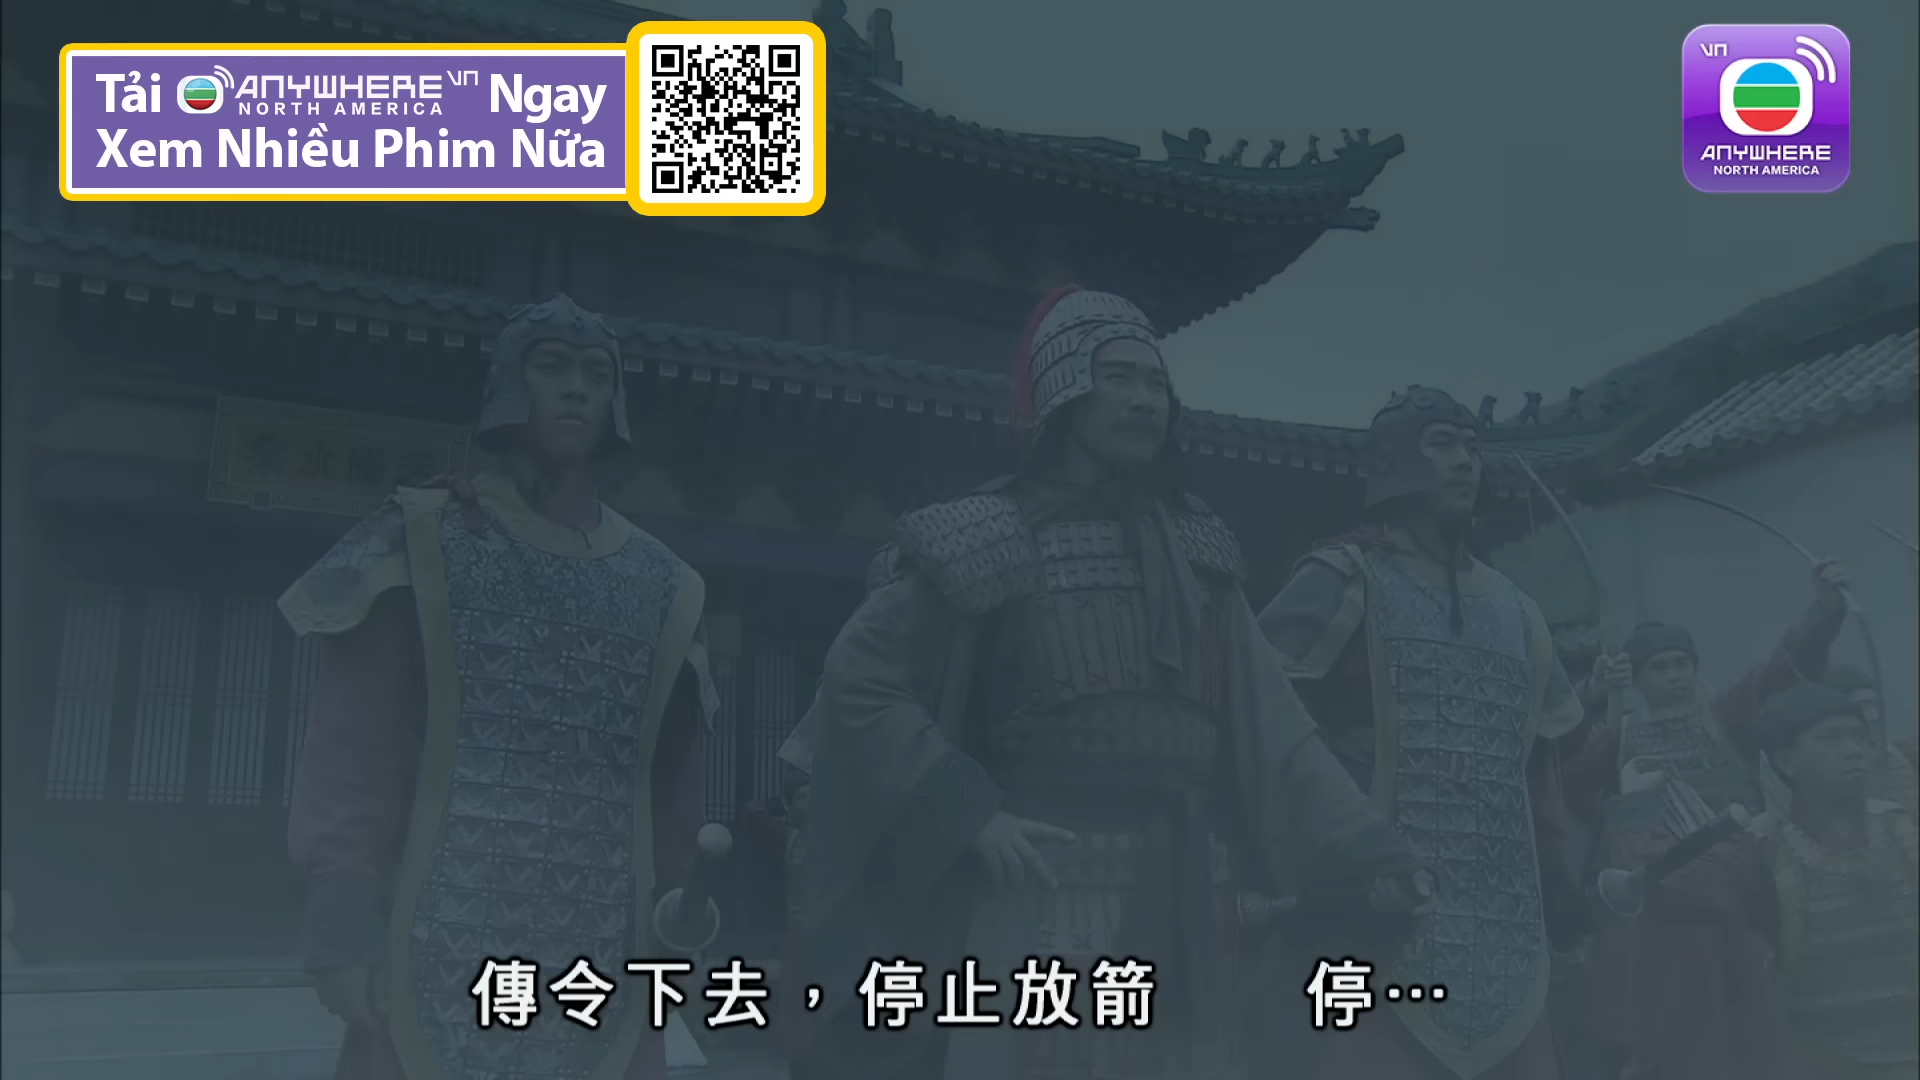 Tải ANYWHERE VN Ngay
NORTH AMERICA
Xem Nhiều Phim Nữa
VN
ANYWHERE
NORTH AMERICA
傳令下去，停止放箭　停…